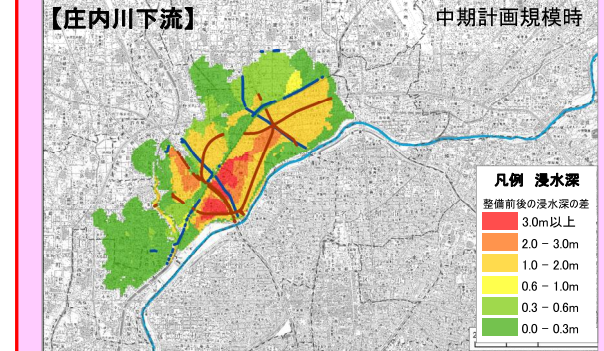 【庄内川下流】
中期計画規模時
凡例 浸水深
整備前後の浸水深の差
3.0m以上
2.0 - 3.0m
1.0 - 2.0m
0.6 - 1.0m
0.3 - 0.6m
0.0 - 0.3m